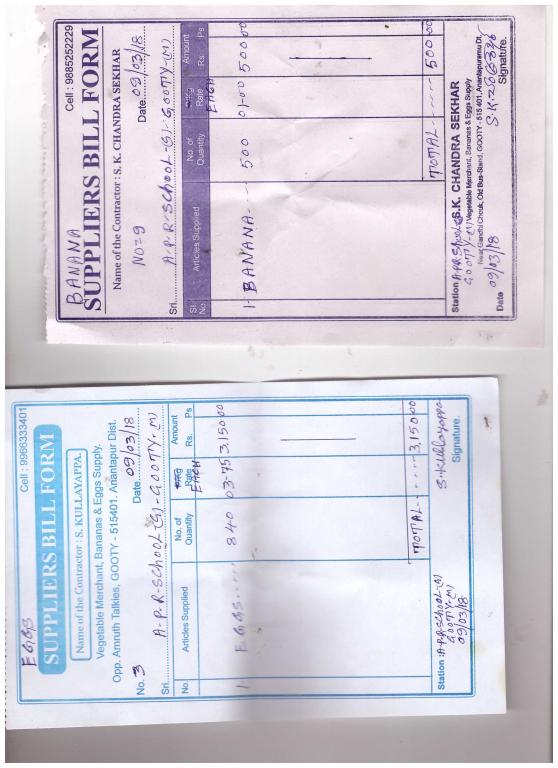 BANANA
Cell : 9885252229
SUPPLIERS BILL FORM
Name of the Contractor : S. K. CHANDRA SEKHAR
NO=9 Date 09/03/18
Sri A-P-R-SCHOOL-(G)-GOOTY-(M)
Sl. No. Articles Supplied No. of Quantity Rate EACH Amount Rs. Ps
1- BANANA 500 01-00 500 00
TOTAL 500 00
Station A.P.R SCHOOL-G S.K. CHANDRA SEKHAR
GOOTY-(M) Vegetable Merchant, Bananas & Eggs Supply
Near Gandhi Chouk, Old Bus-Stand, GOOTY - 515 401, Anantapuramu Dt.
Date 09/03/18
Signature.
EGGS
Cell : 9966333401
SUPPLIERS BILL FORM
Name of the Contractor : S. KULLAYAPPA.
Vegetable Merchant, Bananas & Eggs Supply.
Opp. Amruth Talkies, GOOTY - 515401. Anantapur Dist.
No. 3 Date. 09/03/18
Sri A-P-R-SCHOOL-(G)-GOOTY-(M)
No. Articles Supplied No. of Quantity Rate EACH Amount Rs. Ps
1- EGGS 840 03-75 3,150 00
TOTAL 3,150 00
Station : A.P.R.SCHOOL-(G)
GOOTY-(M)
09/03/18
S. Kullayappa
Signature.